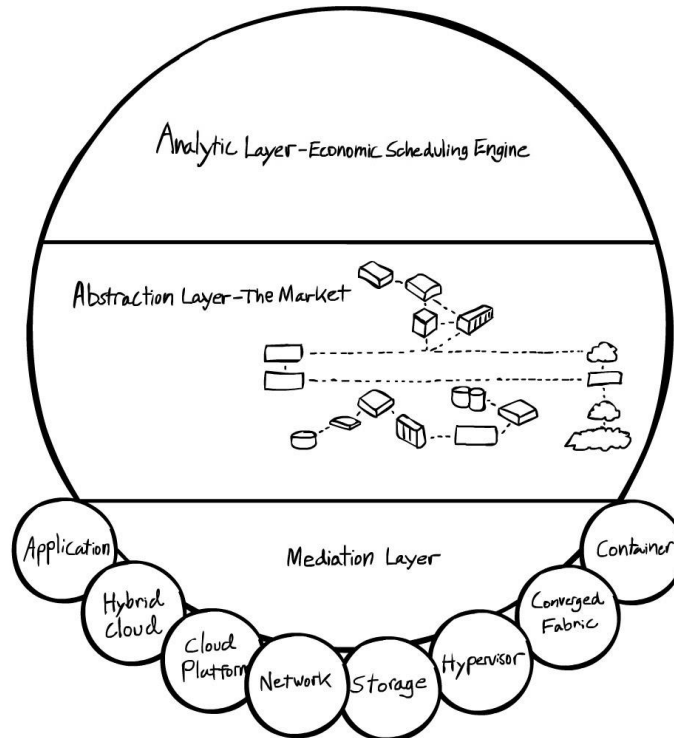 Analytic Layer-Economic Scheduling Engine
Abstraction Layer-The Market
Mediation Layer
Application
Hybrid
Cloud
Cloud
Platform
Network
Storage
Hypervisor
Converged
Fabric
Container